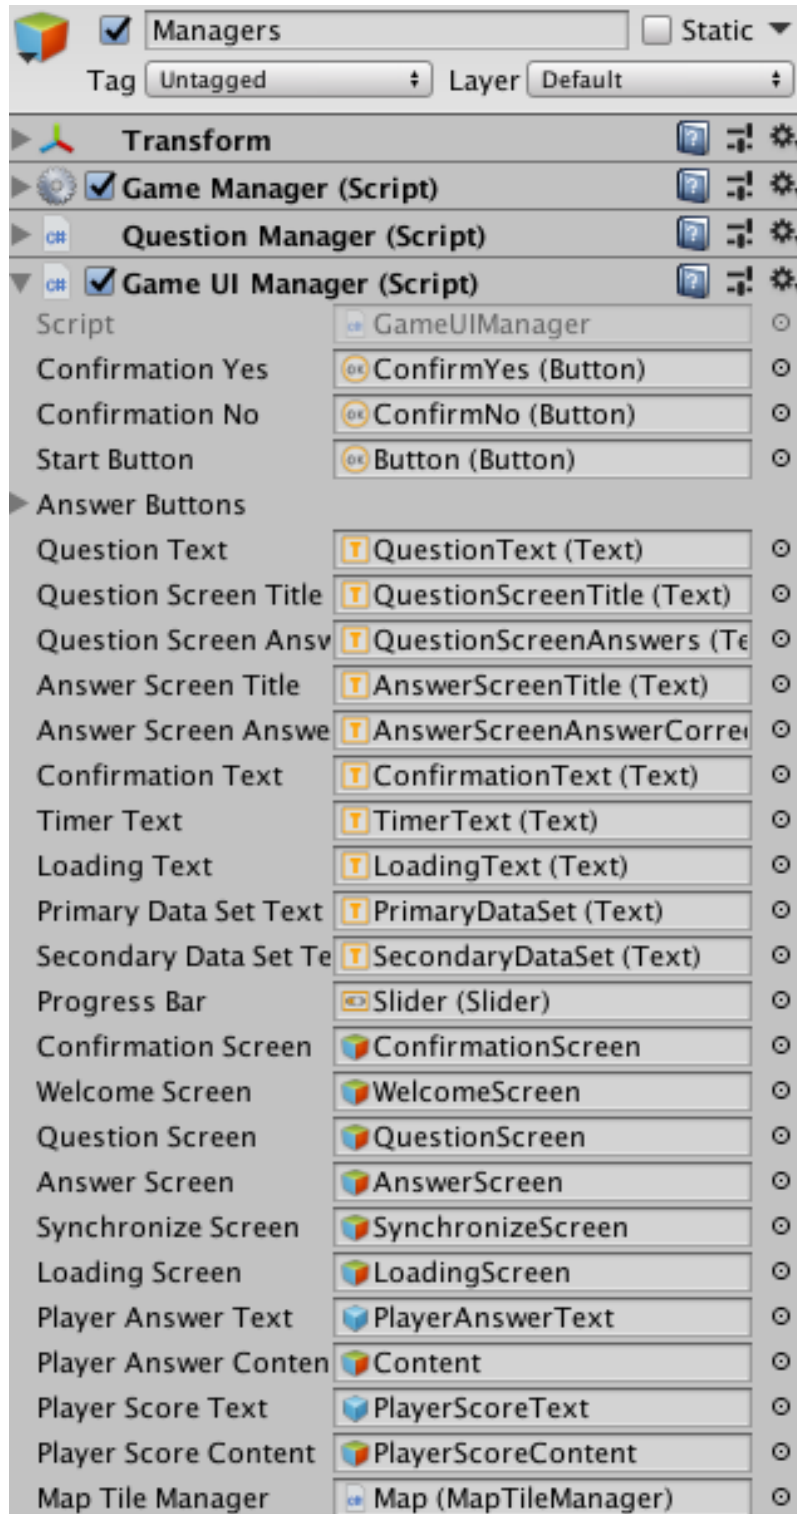 Managers Static
Tag Untagged Layer Default
Transform
Game Manager (Script)
c# Question Manager (Script)
c# Game UI Manager (Script)
Script GameUIManager
Confirmation Yes ConfirmYes (Button)
Confirmation No ConfirmNo (Button)
Start Button Button (Button)
Answer Buttons
Question Text QuestionText (Text)
Question Screen Title QuestionScreenTitle (Text)
Question Screen Answ QuestionScreenAnswers (Te
Answer Screen Title AnswerScreenTitle (Text)
Answer Screen Answe AnswerScreenAnswerCorre
Confirmation Text ConfirmationText (Text)
Timer Text TimerText (Text)
Loading Text LoadingText (Text)
Primary Data Set Text PrimaryDataSet (Text)
Secondary Data Set Te SecondaryDataSet (Text)
Progress Bar Slider (Slider)
Confirmation Screen ConfirmationScreen
Welcome Screen WelcomeScreen
Question Screen QuestionScreen
Answer Screen AnswerScreen
Synchronize Screen SynchronizeScreen
Loading Screen LoadingScreen
Player Answer Text PlayerAnswerText
Player Answer Conten Content
Player Score Text PlayerScoreText
Player Score Content PlayerScoreContent
Map Tile Manager Map (MapTileManager)